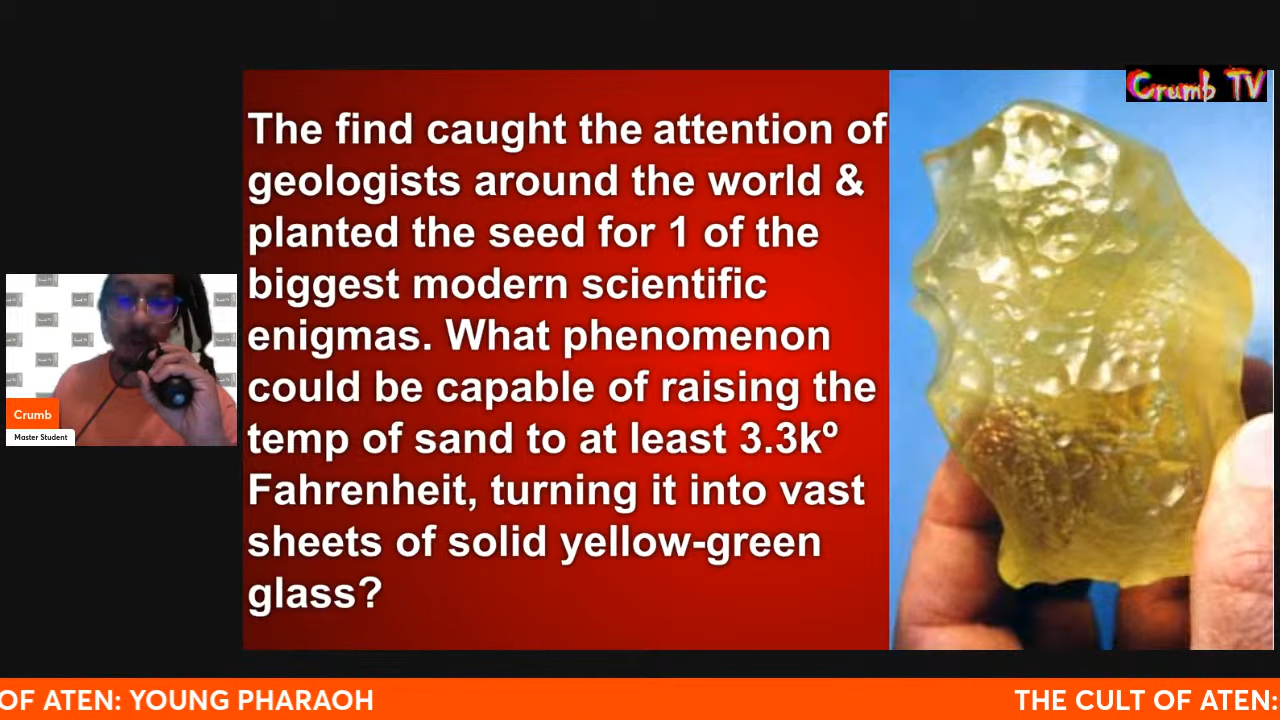 Crumb TV
The find caught the attention of
geologists around the world &
planted the seed for 1 of the
biggest modern scientific
enigmas. What phenomenon
could be capable of raising the
temp of sand to at least 3.3kº
Fahrenheit, turning it into vast
sheets of solid yellow-green
glass?
Crumb
Master Student
OF ATEN: YOUNG PHARAOH
THE CULT OF ATEN: